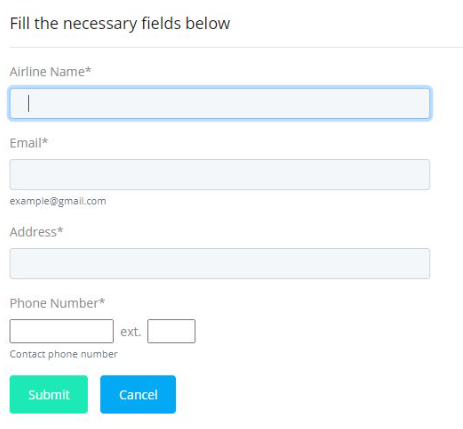 Fill the necessary fields below
Airline Name*
Email*
example@gmail.com
Address*
Phone Number*
ext.
Contact phone number
Submit Cancel